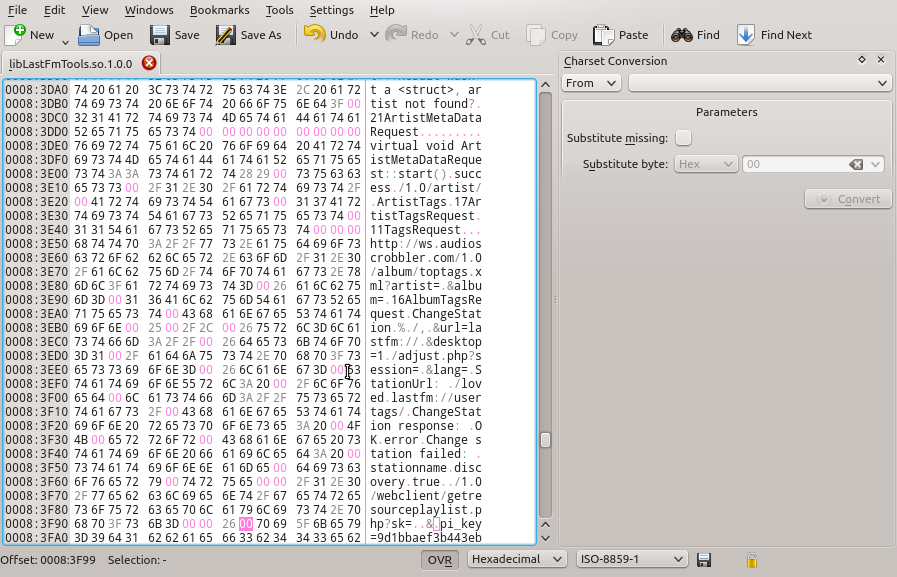 File Edit View Windows Bookmarks Tools Settings Help
New Open Save Save As Undo Redo Cut Copy Paste Find Find Next
libLastFmTools.so.1.0.0
Charset Conversion
From
Parameters
Substitute missing:
Substitute byte: Hex 00
Convert
0008:3DA0 74 20 61 20 3C 73 74 72 75 63 74 3E 2C 20 61 72 t a <struct>, ar
0008:3DB0 74 69 73 74 20 6E 6F 74 20 66 6F 75 6E 64 3F 00 tist not found?.
0008:3DC0 32 31 41 72 74 69 73 74 4D 65 74 61 44 61 74 61 21ArtistMetaData
0008:3DD0 52 65 71 75 65 73 74 00 00 00 00 00 00 00 00 00 Request.........
0008:3DE0 76 69 72 74 75 61 6C 20 76 6F 69 64 20 41 72 74 virtual void Art
0008:3DF0 69 73 74 4D 65 74 61 44 61 74 61 52 65 71 75 65 istMetaDataReque
0008:3E00 73 74 3A 3A 73 74 61 72 74 28 29 00 73 75 63 63 st::start().succ
0008:3E10 65 73 73 00 2F 31 2E 30 2F 61 72 74 69 73 74 2F ess./1.0/artist/
0008:3E20 00 41 72 74 69 73 74 54 61 67 73 00 31 37 41 72 .ArtistTags.17Ar
0008:3E30 74 69 73 74 54 61 67 73 52 65 71 75 65 73 74 00 tistTagsRequest.
0008:3E40 31 31 54 61 67 73 52 65 71 75 65 73 74 00 00 00 11TagsRequest...
0008:3E50 68 74 74 70 3A 2F 2F 77 73 2E 61 75 64 69 6F 73 http://ws.audios
0008:3E60 63 72 6F 62 62 6C 65 72 2E 63 6F 6D 2F 31 2E 30 crobbler.com/1.0
0008:3E70 2F 61 6C 62 75 6D 2F 74 6F 70 74 61 67 73 2E 78 /album/toptags.x
0008:3E80 6D 6C 3F 61 72 74 69 73 74 3D 00 26 61 6C 62 75 ml?artist=.&albu
0008:3E90 6D 3D 00 31 36 41 6C 62 75 6D 54 61 67 73 52 65 m=.16AlbumTagsRe
0008:3EA0 71 75 65 73 74 00 43 68 61 6E 67 65 53 74 61 74 quest.ChangeStat
0008:3EB0 69 6F 6E 00 25 00 2F 2C 00 26 75 72 6C 3D 6C 61 ion.%./,.&url=la
0008:3EC0 73 74 66 6D 3A 2F 2F 00 26 64 65 73 6B 74 6F 70 stfm://.&desktop
0008:3ED0 3D 31 00 2F 61 64 6A 75 73 74 2E 70 68 70 3F 73 =1./adjust.php?s
0008:3EE0 65 73 73 69 6F 6E 3D 00 26 6C 61 6E 67 3D 00 53 ession=.&lang=.S
0008:3EF0 74 61 74 69 6F 6E 55 72 6C 3A 20 00 2F 6C 6F 76 tationUrl: ./lov
0008:3F00 65 64 00 6C 61 73 74 66 6D 3A 2F 2F 75 73 65 72 ed.lastfm://user
0008:3F10 74 61 67 73 2F 00 43 68 61 6E 67 65 53 74 61 74 tags/.ChangeStat
0008:3F20 69 6F 6E 20 72 65 73 70 6F 6E 73 65 3A 20 00 4F ion response: .O
0008:3F30 4B 00 65 72 72 6F 72 00 43 68 61 6E 67 65 20 73 K.error.Change s
0008:3F40 74 61 74 69 6F 6E 20 66 61 69 6C 65 64 3A 20 00 tation failed: .
0008:3F50 73 74 61 74 69 6F 6E 6E 61 6D 65 00 64 69 73 63 stationname.disc
0008:3F60 6F 76 65 72 79 00 74 72 75 65 00 00 2F 31 2E 30 overy.true../1.0
0008:3F70 2F 77 65 62 63 6C 69 65 6E 74 2F 67 65 74 72 65 /webclient/getre
0008:3F80 73 6F 75 72 63 65 70 6C 61 79 6C 69 73 74 2E 70 sourceplaylist.p
0008:3F90 68 70 3F 73 6B 3D 00 00 26 00 70 69 5F 6B 65 79 hp?sk=..&.pi_key
0008:3FA0 3D 39 64 31 62 62 61 65 66 33 62 34 34 33 65 62 =9d1bbaef3b443eb
Offset: 0008:3F99 Selection: - OVR Hexadecimal ISO-8859-1